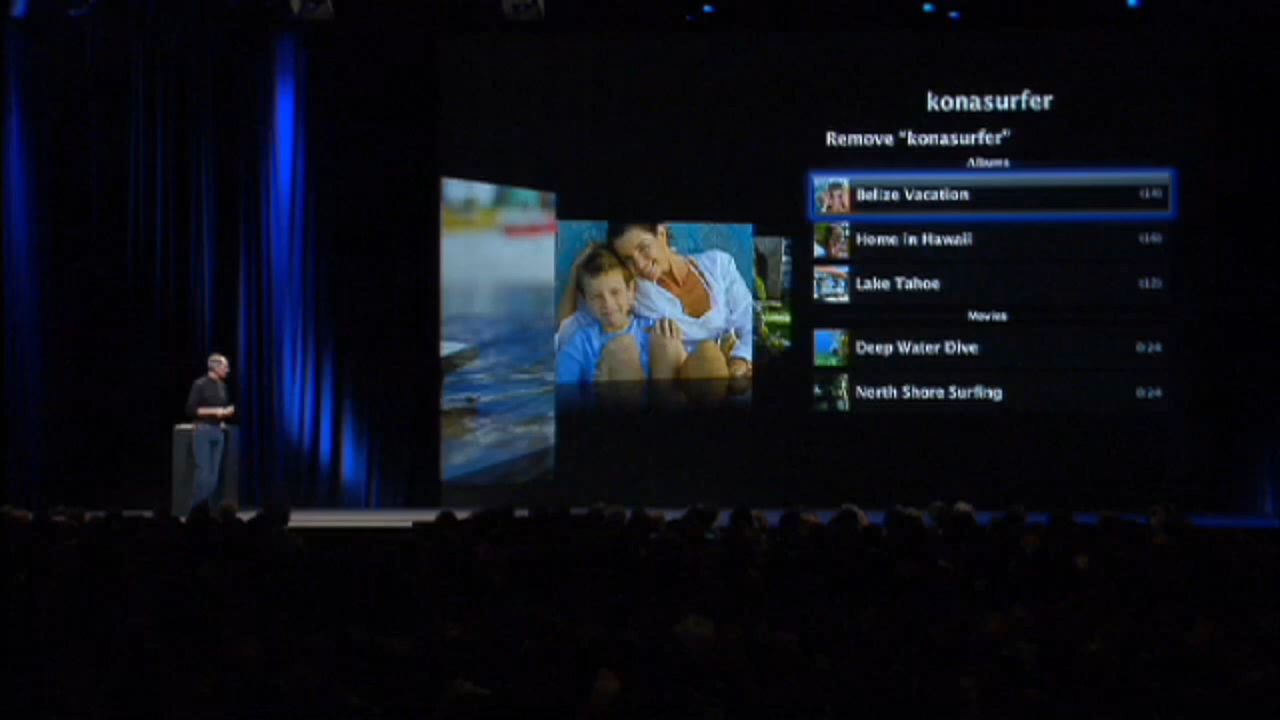 konasurfer
Remove "konasurfer"
Albums
Belize Vacation
Home in Hawaii
Lake Tahoe
Movies
Deep Water Dive 0:24
North Shore Surfing 0:24